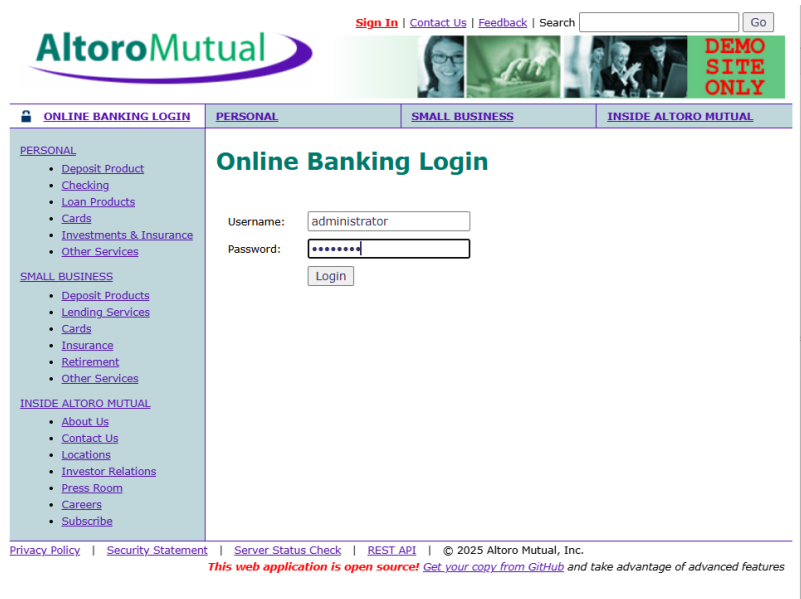 Sign In | Contact Us | Feedback | Search Go
AltoroMutual
DEMO
SITE
ONLY
ONLINE BANKING LOGIN PERSONAL SMALL BUSINESS INSIDE ALTORO MUTUAL
PERSONAL
• Deposit Product
• Checking
• Loan Products
• Cards
• Investments & Insurance
• Other Services
SMALL BUSINESS
• Deposit Products
• Lending Services
• Cards
• Insurance
• Retirement
• Other Services
INSIDE ALTORO MUTUAL
• About Us
• Contact Us
• Locations
• Investor Relations
• Press Room
• Careers
• Subscribe
Online Banking Login
Username: administrator
Password: ••••••••
Login
Privacy Policy | Security Statement | Server Status Check | REST API | © 2025 Altoro Mutual, Inc.
This web application is open source! Get your copy from GitHub and take advantage of advanced features